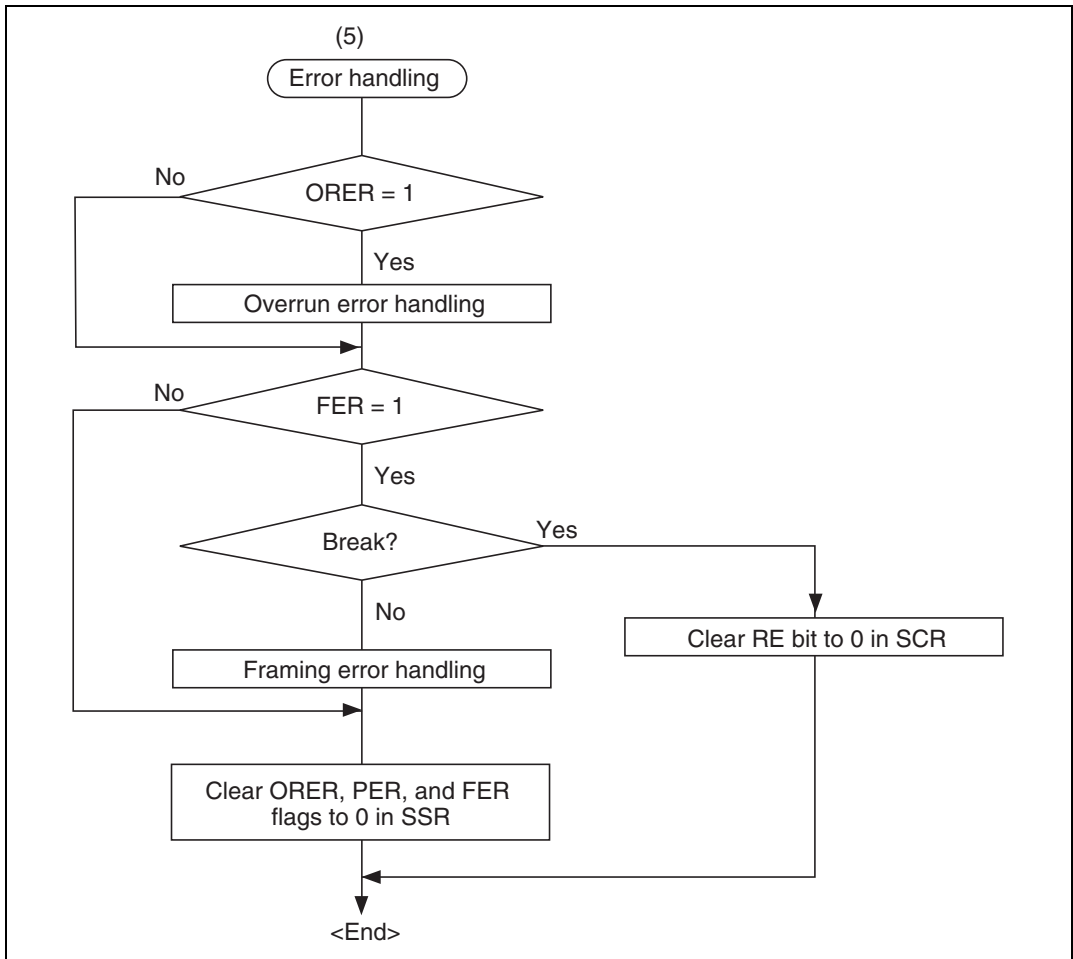 (5)
Error handling
No
ORER = 1
Yes
Overrun error handling
No
FER = 1
Yes
Break?
Yes
No
Clear RE bit to 0 in SCR
Framing error handling
Clear ORER, PER, and FER
flags to 0 in SSR
<End>